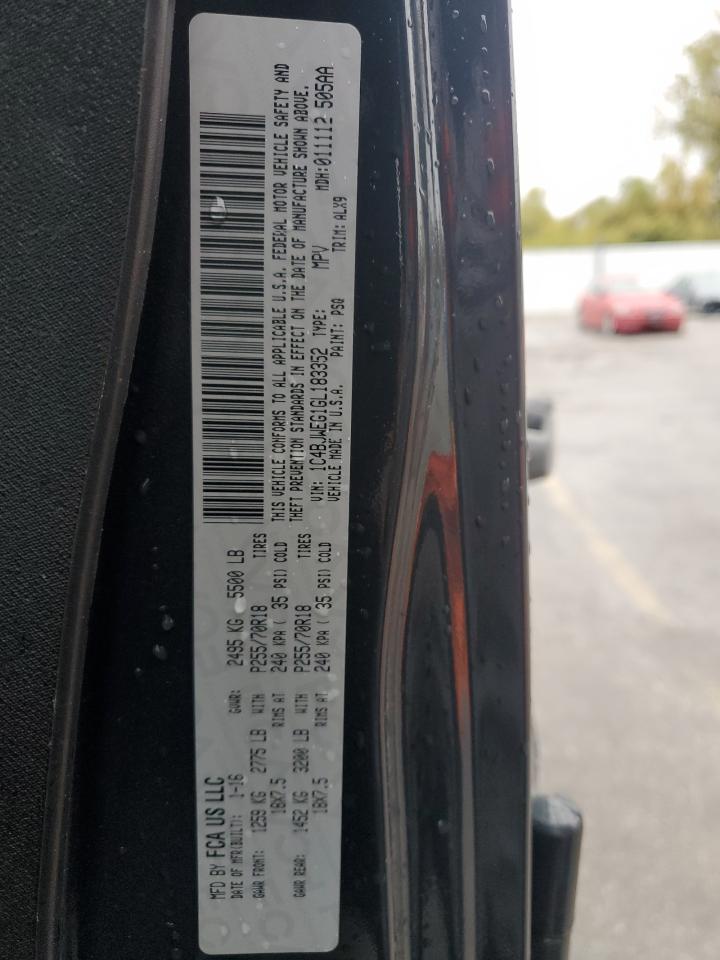 MFD BY FCA US LLC
DATE OF MFR(BUILT): 1-16 GVWR: 2495 KG 5500 LB
GAWR FRONT: 1259 KG 2775 LB WITH P255/70R18 TIRES
18X7.5 RIMS AT 240 KPA ( 35 PSI) COLD
GAWR REAR: 1452 KG 3200 LB WITH P255/70R18 TIRES
18X7.5 RIMS AT 240 KPA ( 35 PSI) COLD
THIS VEHICLE CONFORMS TO ALL APPLICABLE U.S.A. FEDERAL MOTOR VEHICLE SAFETY AND
THEFT PREVENTION STANDARDS IN EFFECT ON THE DATE OF MANUFACTURE SHOWN ABOVE.
VIN: 1C4BJWEG1GL183352 TYPE: MPV MDH: 011112 505AA
VEHICLE MADE IN U.S.A. PAINT: PSQ TRIM: ALX9